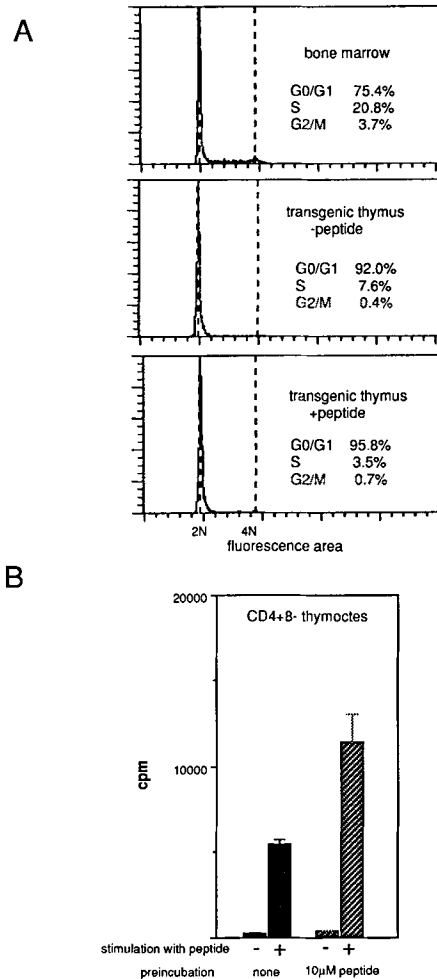 A
bone marrow
G0/G1 75.4%
S 20.8%
G2/M 3.7%
transgenic thymus
-peptide
G0/G1 92.0%
S 7.6%
G2/M 0.4%
transgenic thymus
+peptide
G0/G1 95.8%
S 3.5%
G2/M 0.7%
2N 4N
fluorescence area
B
20000
CD4+8- thymoctes
10000
cpm
stimulation with peptide - + - +
preincubation none 10μM peptide